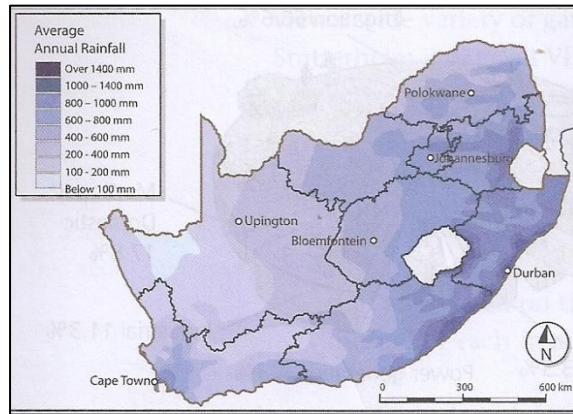 Average
Annual Rainfall
Over 1400 mm
1000 – 1400 mm
800 – 1000 mm
600 – 800 mm
400 - 600 mm
200 - 400 mm
100 - 200 mm
Below 100 mm
Polokwane
Johannesburg
Upington
Bloemfontein
Durban
Cape Town
N
0 300 600 km